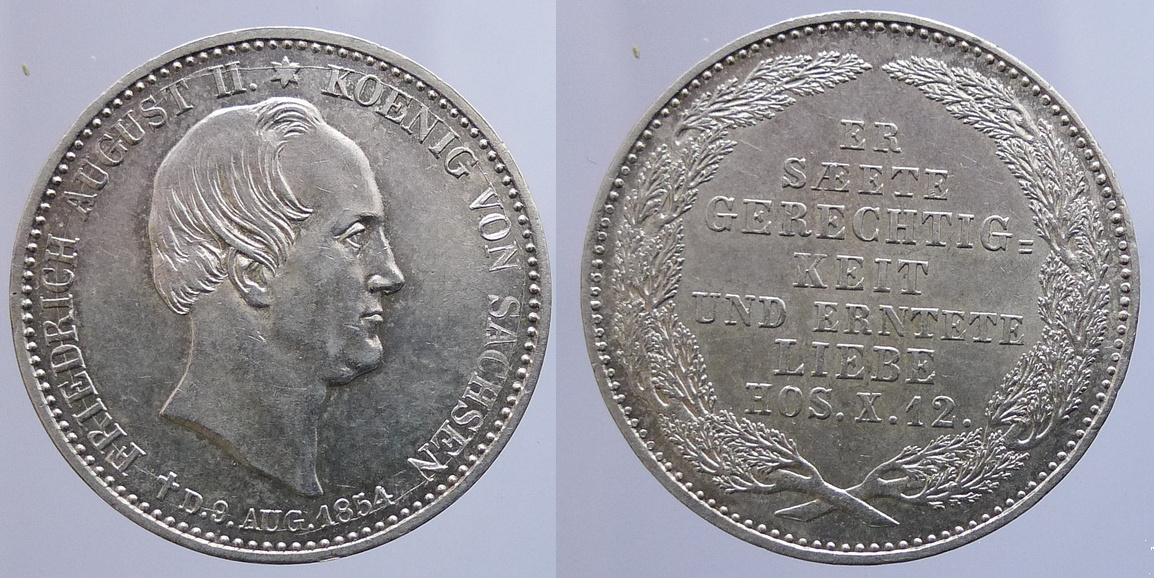 FRIEDRICH AUGUST II. ☆ KOENIG VON SACHSEN
† D. 9. AUG. 1854
ER
SÆETE
GERECHTIG=
KEIT
UND ERNTETE
LIEBE
HOS. X. 12.